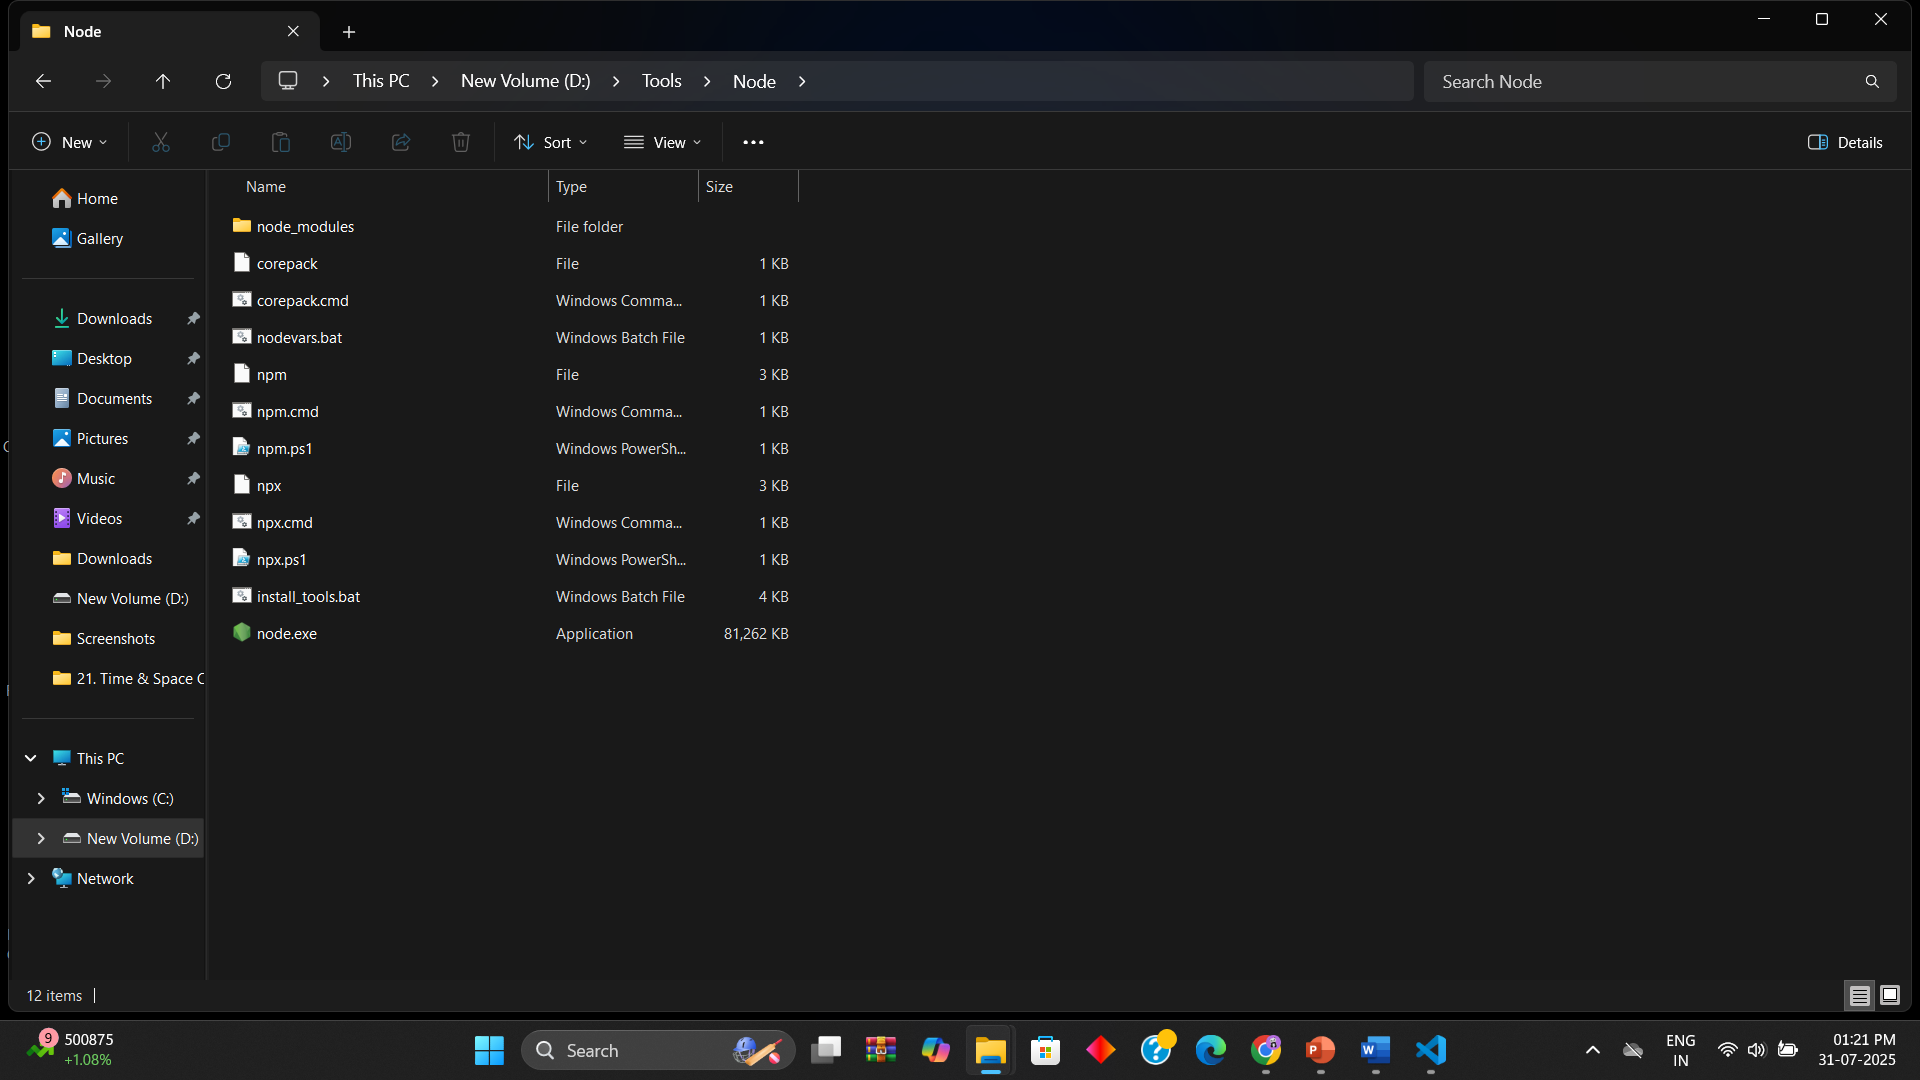 Node
This PC
New Volume (D:)
Tools
Node
Search Node
New
Sort
View
Details
Name Type Size
node_modules File folder
corepack File 1 KB
corepack.cmd Windows Comma... 1 KB
nodevars.bat Windows Batch File 1 KB
npm File 3 KB
npm.cmd Windows Comma... 1 KB
npm.ps1 Windows PowerSh... 1 KB
npx File 3 KB
npx.cmd Windows Comma... 1 KB
npx.ps1 Windows PowerSh... 1 KB
install_tools.bat Windows Batch File 4 KB
node.exe Application 81,262 KB
Home
Gallery
Downloads
Desktop
Documents
Pictures
Music
Videos
Downloads
New Volume (D:)
Screenshots
21. Time & Space C
This PC
Windows (C:)
New Volume (D:)
Network
12 items
9
500875
+1.08%
Search
ENG
IN
01:21 PM
31-07-2025